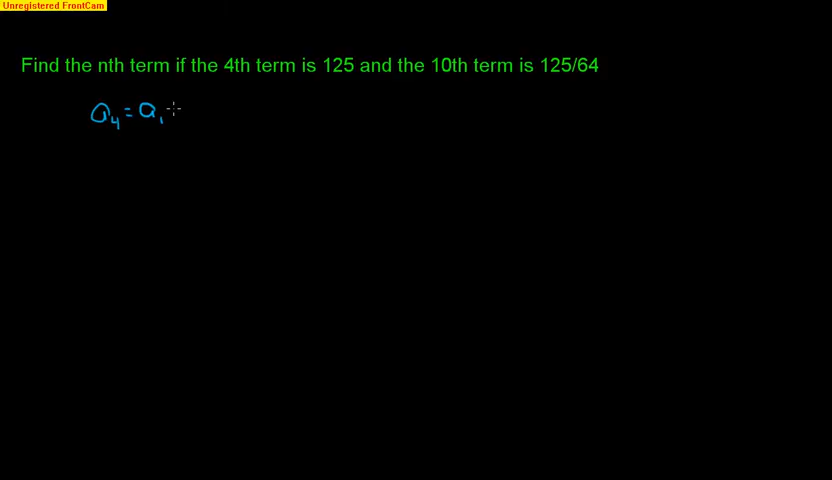 Unregistered FrontCam
Find the nth term if the 4th term is 125 and the 10th term is 125/64
a₄ = a₁